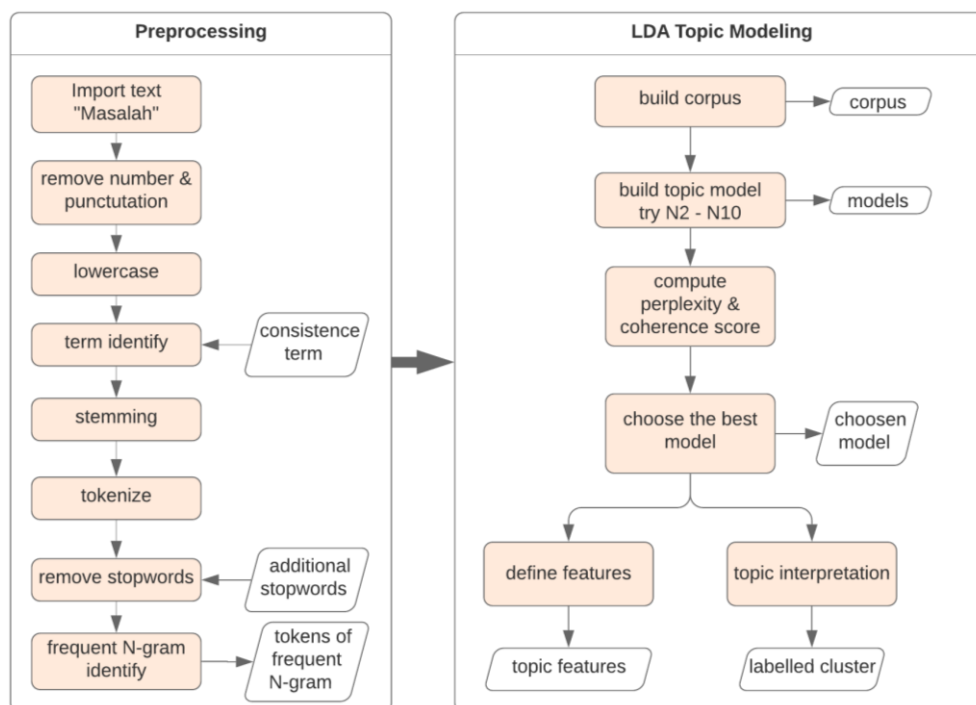 Preprocessing
Import text
"Masalah"
remove number &
punctutation
lowercase
term identify
consistence
term
stemming
tokenize
remove stopwords
additional
stopwords
frequent N-gram
identify
tokens of
frequent
N-gram
LDA Topic Modeling
build corpus
corpus
build topic model
try N2 - N10
models
compute
perplexity &
coherence score
choose the best
model
choosen
model
define features
topic interpretation
topic features
labelled cluster